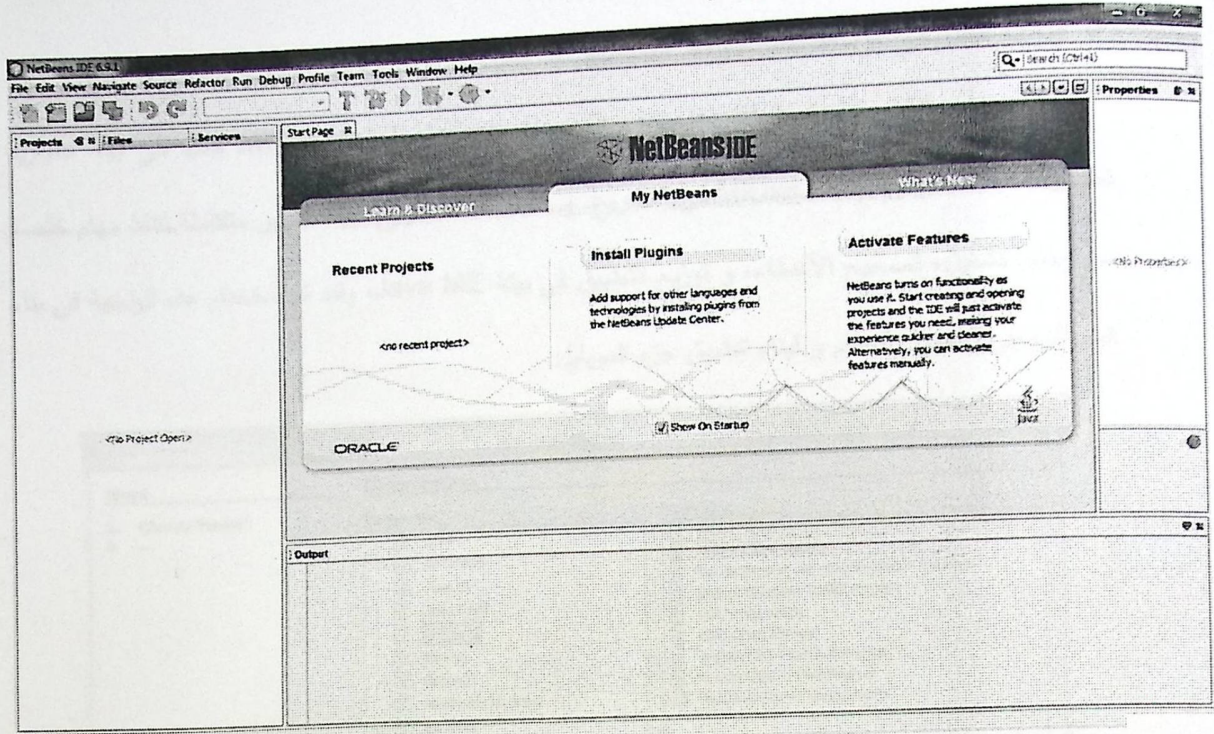 NetBeans IDE 6.9.1
File Edit View Navigate Source Refactor Run Debug Profile Team Tools Window Help
Search (Ctrl+I)
Projects
Files
Services
Start Page
Properties
NetBeans IDE
Learn & Discover
My NetBeans
What's New
Recent Projects
<no recent project>
Install Plugins
Add support for other languages and
technologies by installing plugins from
the NetBeans Update Center.
Activate Features
NetBeans turns on functionality as
you use it. Start creating and opening
projects and the IDE will just activate
the features you need, making your
experience quicker and cleaner.
Alternatively, you can activate
features manually.
<No Properties>
<No Project Open>
ORACLE
Show On Startup
Java
Output